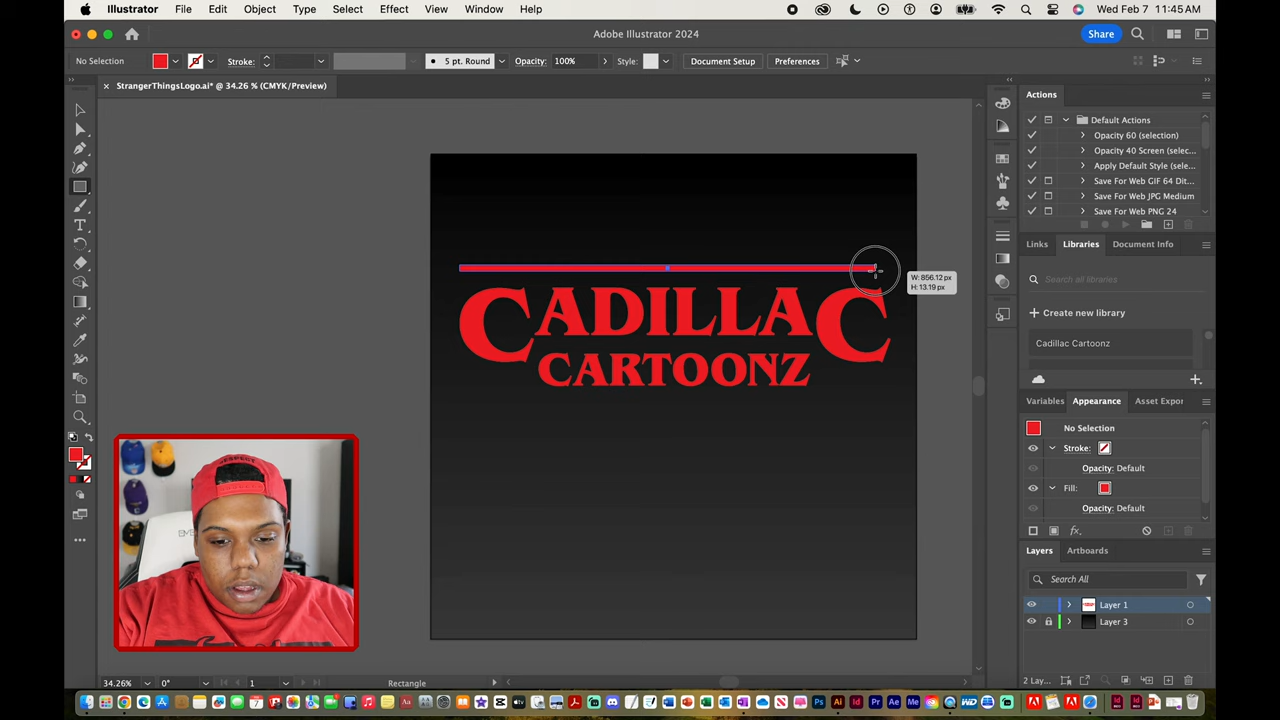 Illustrator File Edit Object Type Select Effect View Window Help Wed Feb 7 11:45AM
Adobe Illustrator 2024 Share
No Selection Stroke: 5 pt. Round Opacity: 100% Style: Document Setup Preferences
StrangerThingsLogo.ai* @ 34.26 % (CMYK/Preview)
Actions
Default Actions
Opacity 60 (selection)
Opacity 40 Screen (selec...
Apply Default Style (sele...
Save For Web GIF 64 Dit...
Save For Web JPG Medium
Save For Web PNG 24
Links Libraries Document Info
Search all libraries
W: 856.12 px
H: 13.19 px
Create new library
Cadillac Cartoonz
CADILLAC
CARTOONZ
Variables Appearance Asset Expor
No Selection
Stroke:
Opacity: Default
Fill:
Opacity: Default
fx.
Layers Artboards
Search All
Layer 1
Layer 3
34.26% 0° 1 Rectangle
2 Lay...